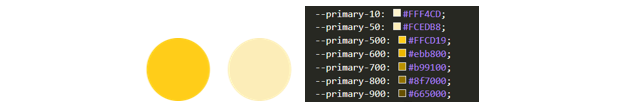 --primary-10: #FFF4CD;
--primary-50: #FCEDB8;
--primary-500: #FFCD19;
--primary-600: #ebb800;
--primary-700: #b99100;
--primary-800: #8f7000;
--primary-900: #665000;